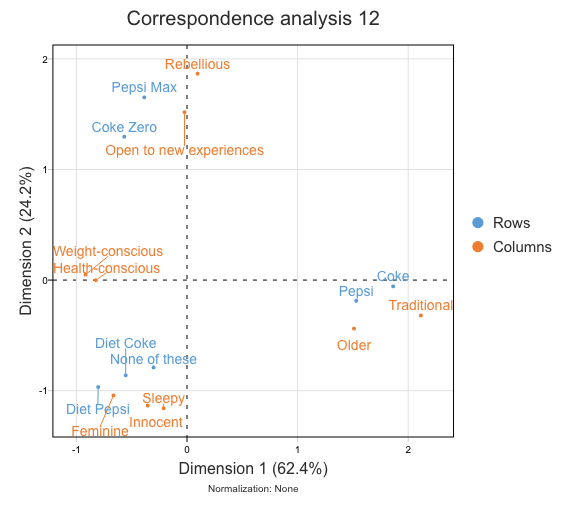 Correspondence analysis 12
2
Rebellious
Pepsi Max
Coke Zero
Open to new experiences
1
Dimension 2 (24.2%)
Weight-conscious
Health-conscious
0
Coke
Pepsi
Traditional
Older
Diet Coke
None of these
-1
Sleepy
Diet Pepsi
Innocent
Feminine
-1
0
1
2
Dimension 1 (62.4%)
Normalization: None
Rows
Columns